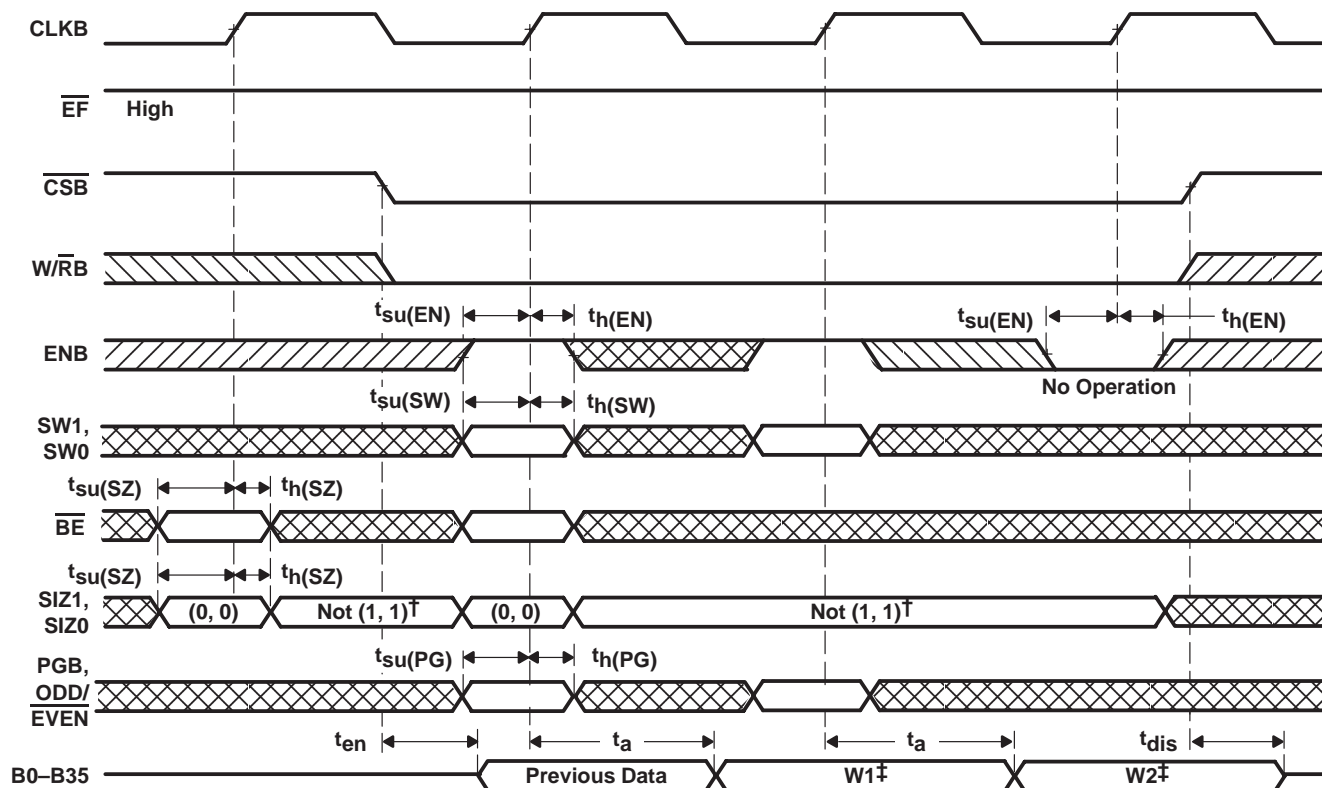 CLKB
EF
High
CSB
W/RB
tsu(EN)
th(EN)
tsu(EN)
th(EN)
ENB
No Operation
tsu(SW)
th(SW)
SW1,
SW0
tsu(SZ)
th(SZ)
BE
tsu(SZ)
th(SZ)
SIZ1,
SIZ0
(0, 0)
Not (1, 1)†
(0, 0)
Not (1, 1)†
tsu(PG)
th(PG)
PGB,
ODD/
EVEN
ten
ta
ta
tdis
B0–B35
Previous Data
W1‡
W2‡